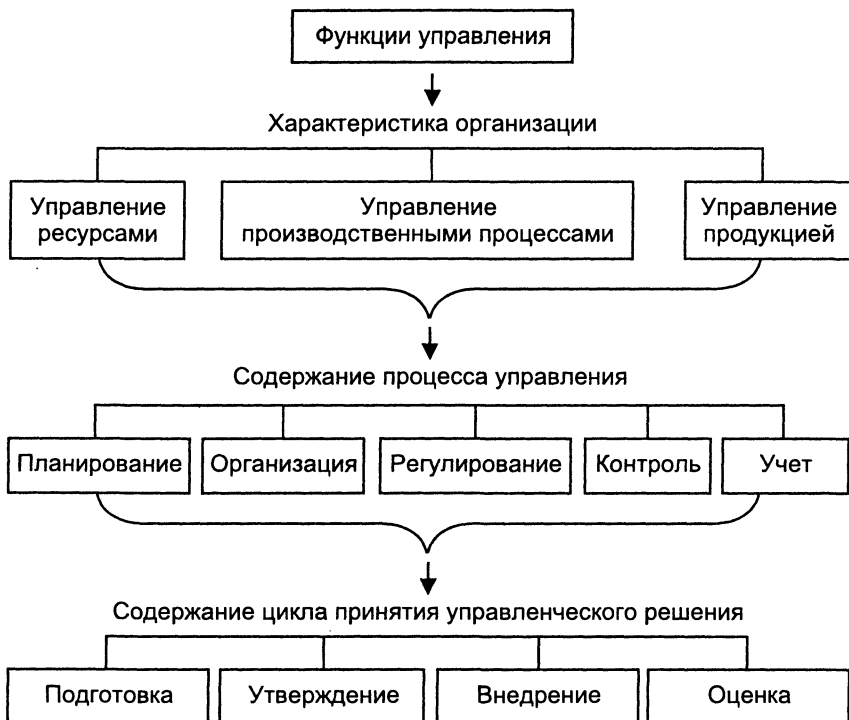 Функции управления
Характеристика организации
Управление
ресурсами
Управление
производственными процессами
Управление
продукцией
Содержание процесса управления
Планирование
Организация
Регулирование
Контроль
Учет
Содержание цикла принятия управленческого решения
Подготовка
Утверждение
Внедрение
Оценка